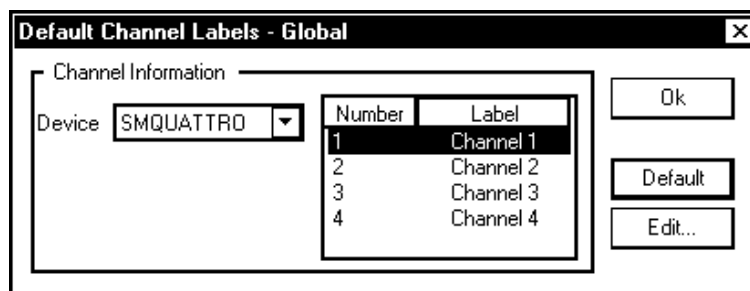 Default Channel Labels - Global
Channel Information
Device SMQUATTRO
Number Label
1 Channel 1
2 Channel 2
3 Channel 3
4 Channel 4
Ok
Default
Edit...